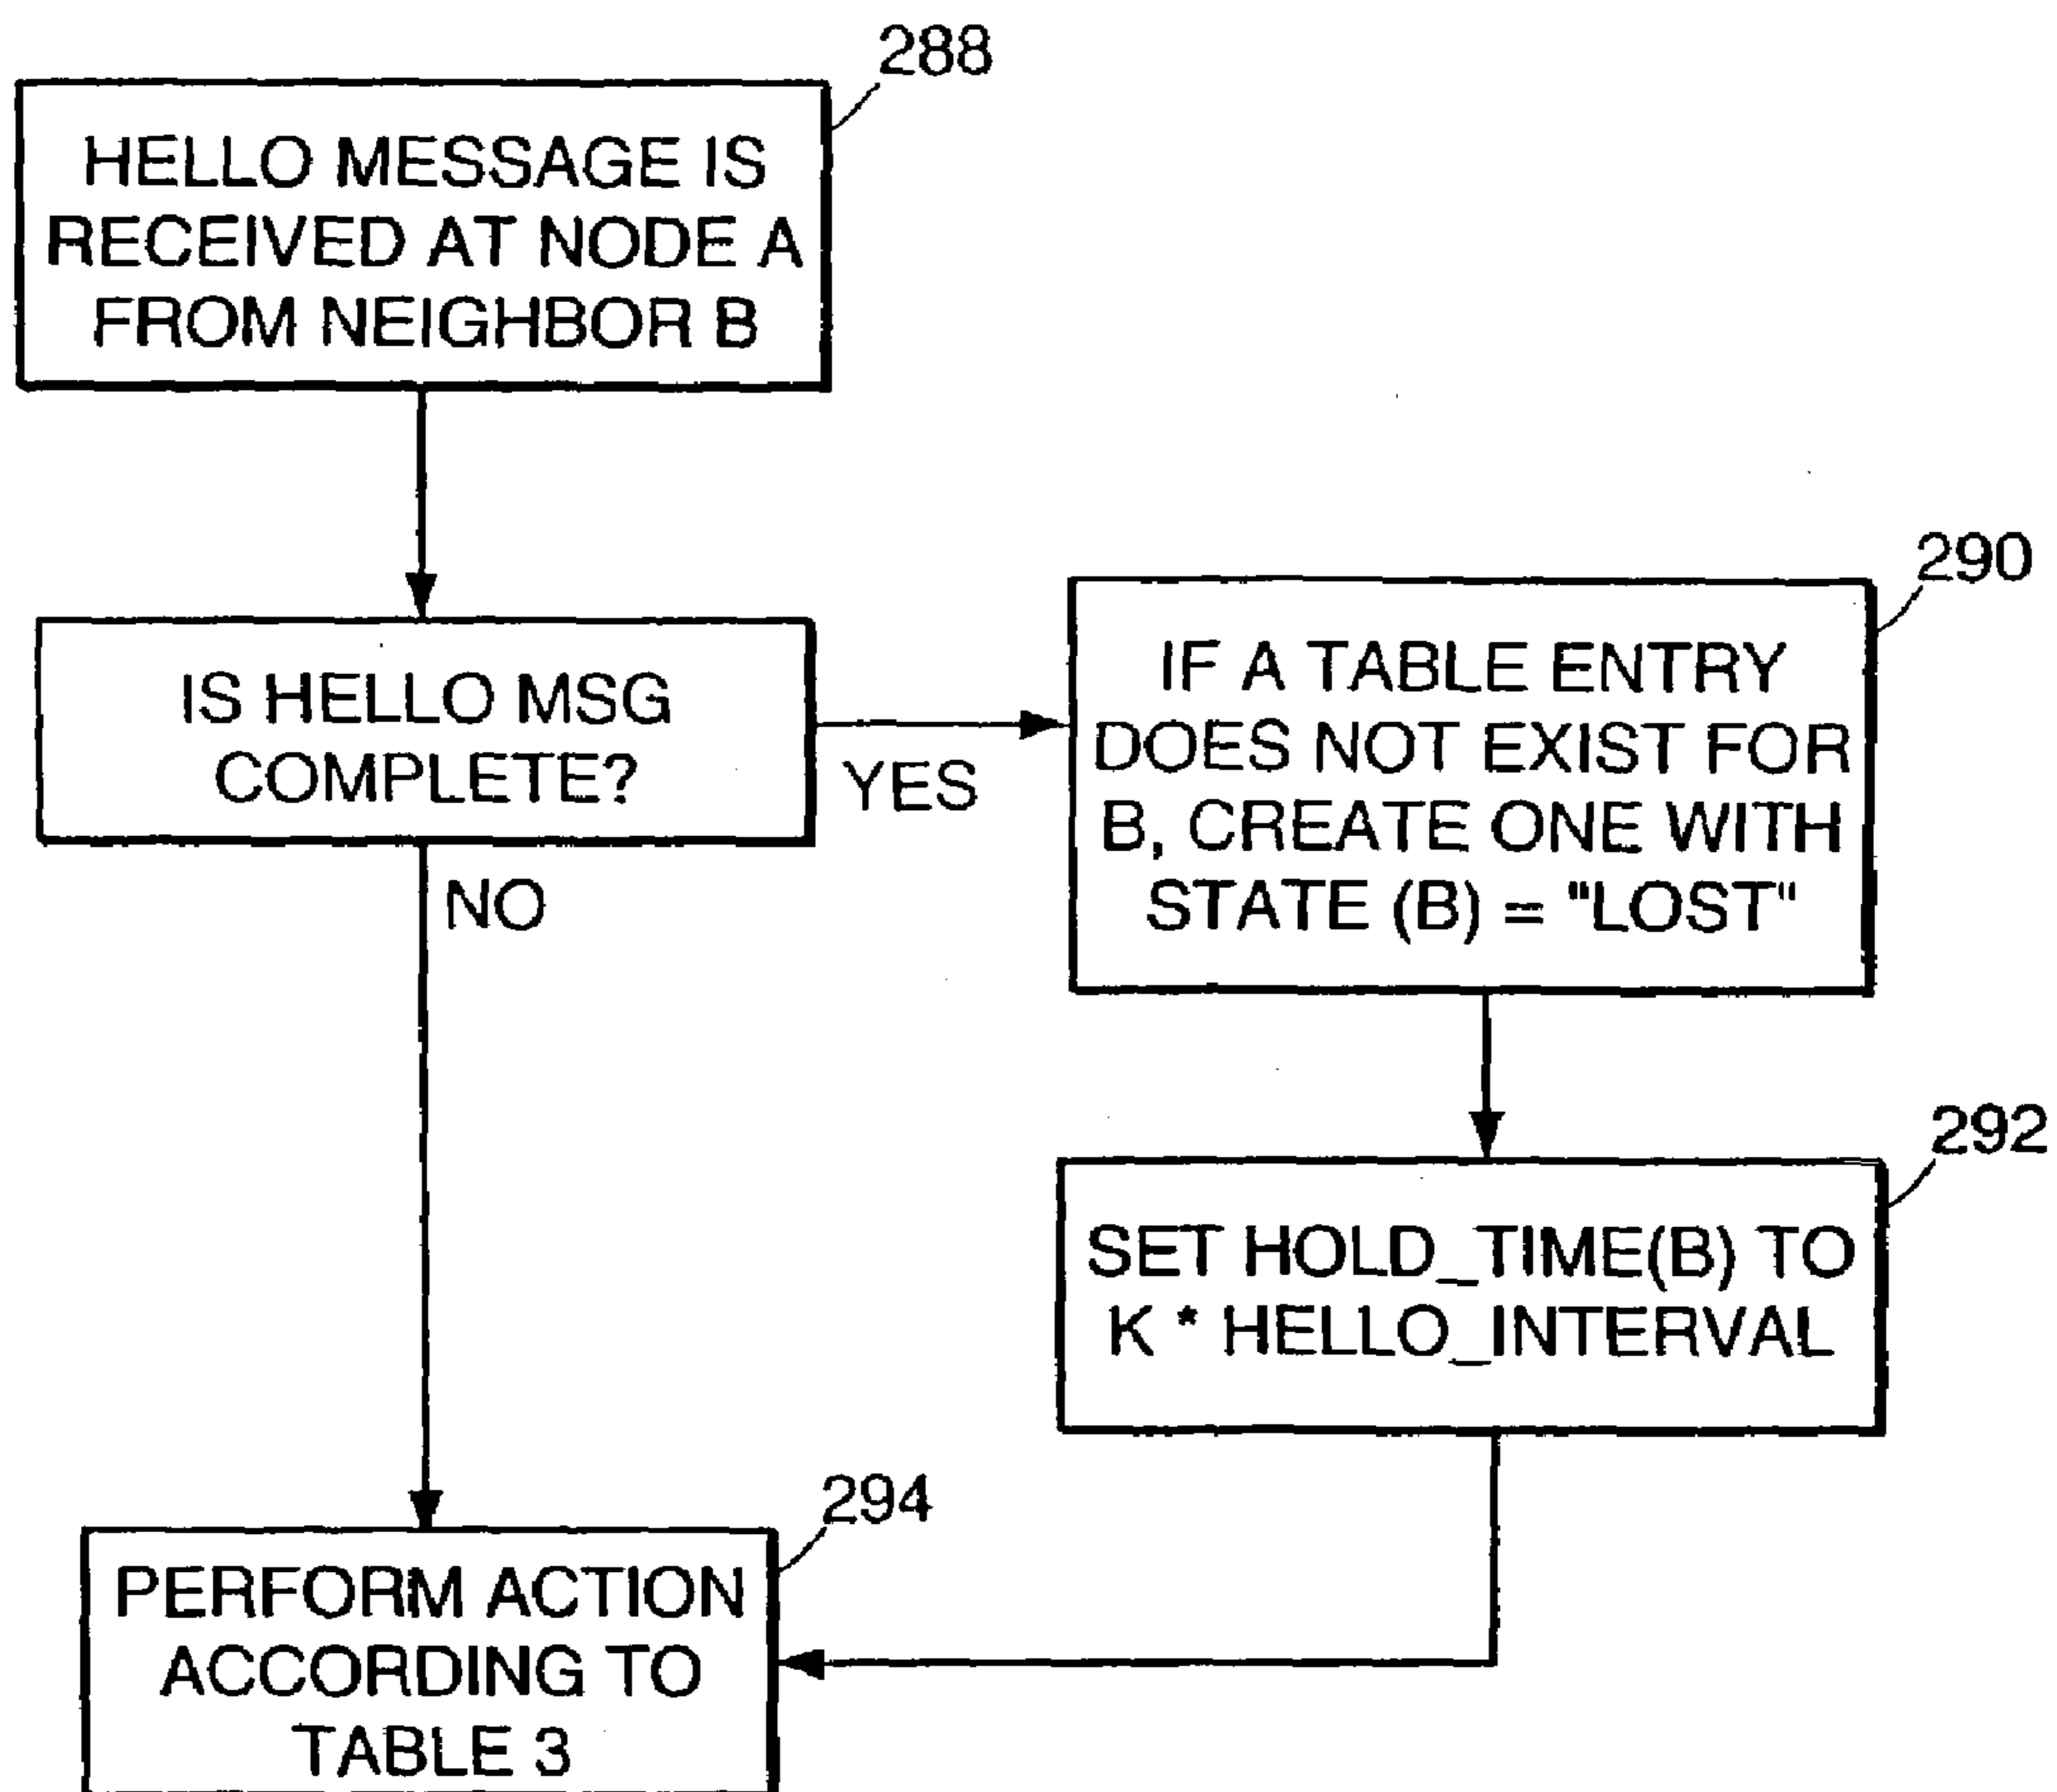 288
HELLO MESSAGE IS
RECEIVED AT NODE A
FROM NEIGHBOR B
IS HELLO MSG
COMPLETE?
YES
NO
290
IF A TABLE ENTRY
DOES NOT EXIST FOR
B, CREATE ONE WITH
STATE (B) = "LOST"
292
SET HOLD_TIME(B) TO
K * HELLO_INTERVAL
294
PERFORM ACTION
ACCORDING TO
TABLE 3